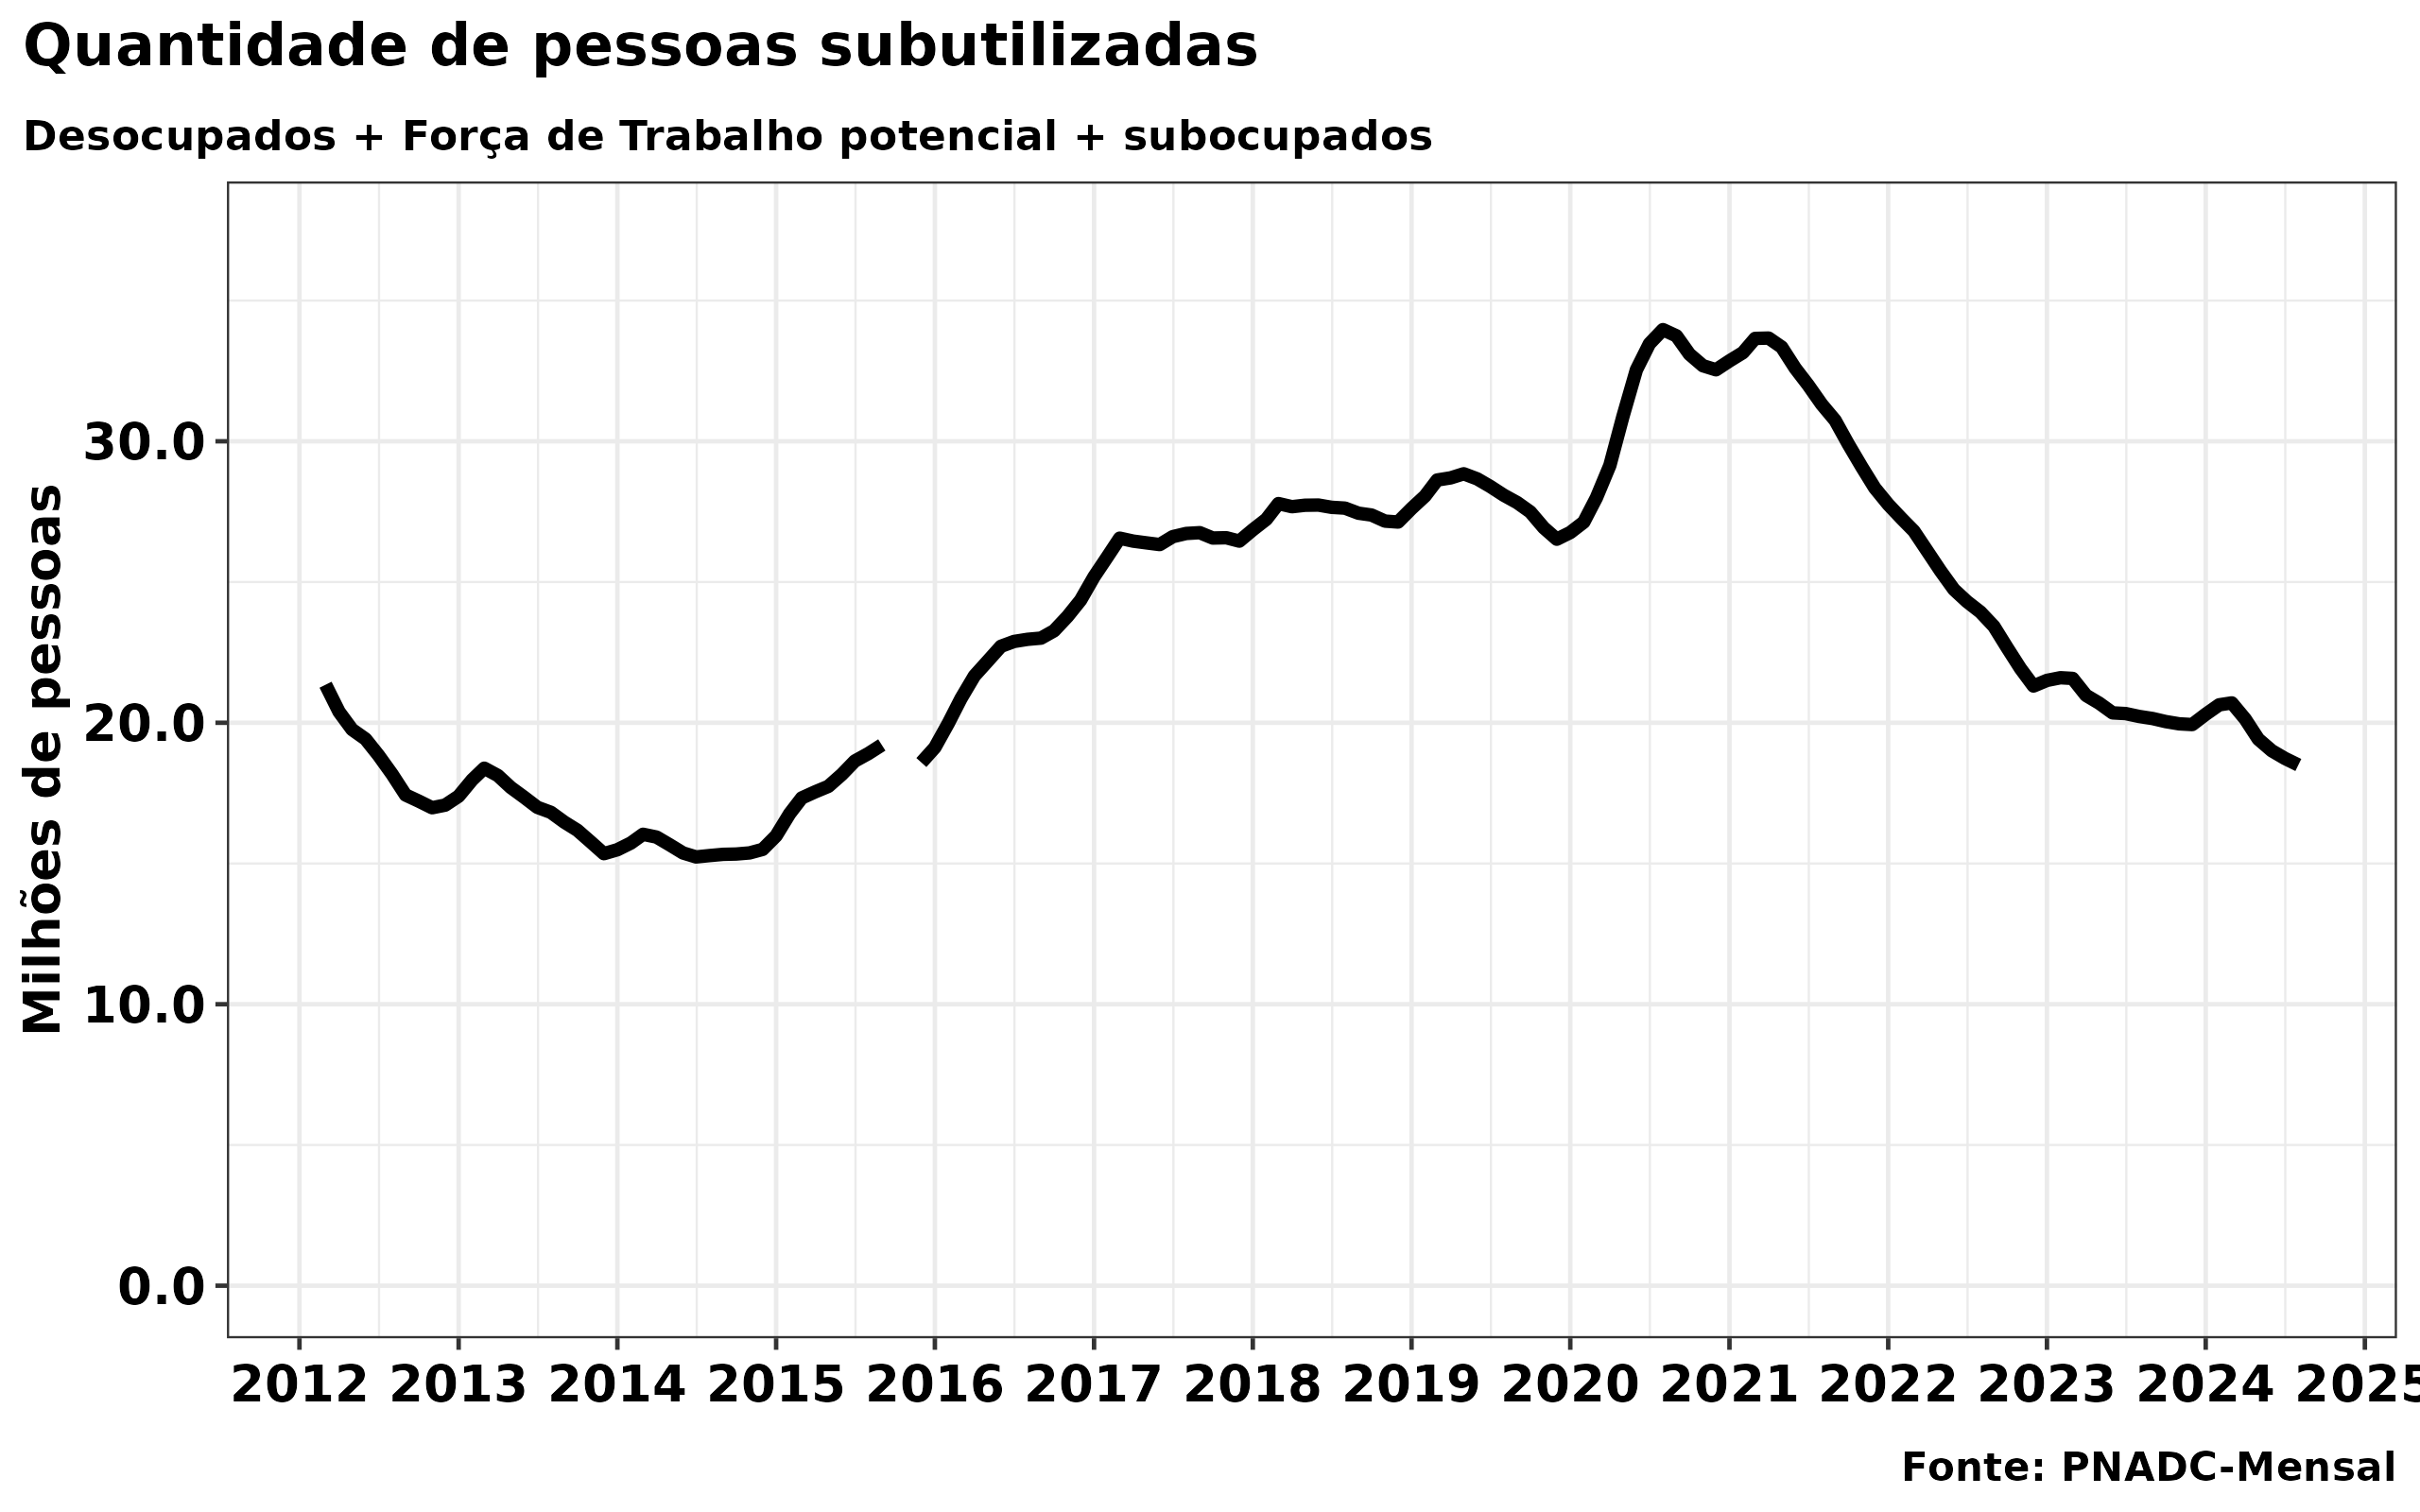 Quantidade de pessoas subutilizadas
Desocupados + Força de Trabalho potencial + subocupados
Milhões de pessoas
30.0
20.0
10.0
0.0
2012 2013 2014 2015 2016 2017 2018 2019 2020 2021 2022 2023 2024 2025
Fonte: PNADC-Mensal